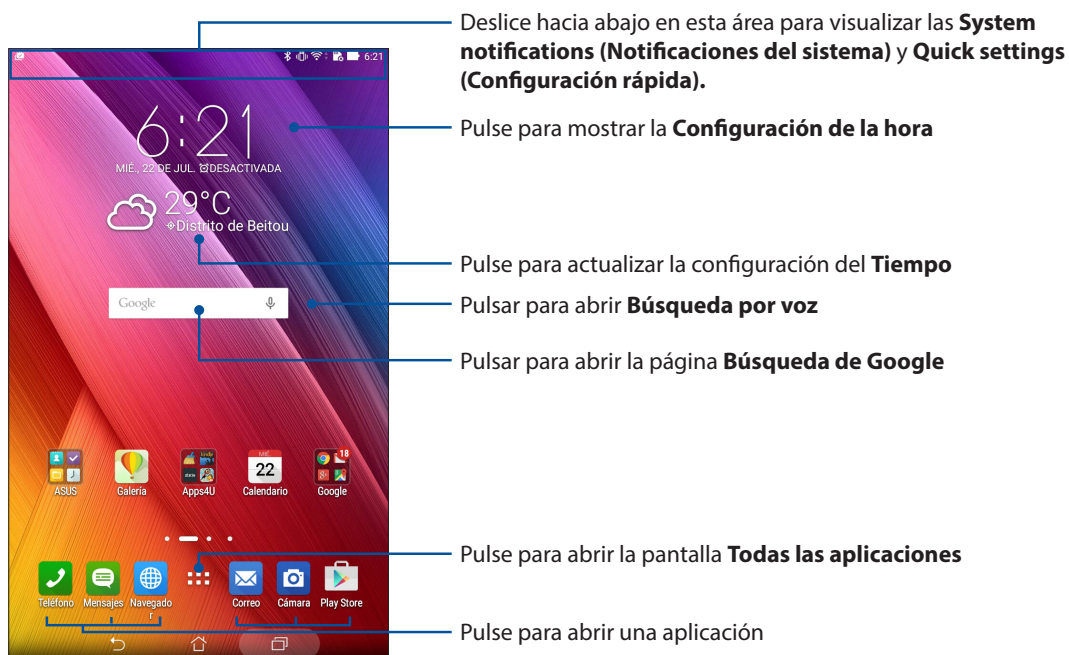 Deslice hacia abajo en esta área para visualizar las System
notifications (Notificaciones del sistema) y Quick settings
(Configuración rápida).
6:21
6:21
Pulse para mostrar la Configuración de la hora
MIÉ., 22 DE JUL. DESACTIVADA
29°C
Distrito de Beitou
Pulse para actualizar la configuración del Tiempo
Google
Pulsar para abrir Búsqueda por voz
Pulsar para abrir la página Búsqueda de Google
MIÉ.
22
18
ASUS
Galería
Apps4U
Calendario
Google
Pulse para abrir la pantalla Todas las aplicaciones
Teléfono
Mensajes
Navegado
r
Correo
Cámara
Play Store
Pulse para abrir una aplicación